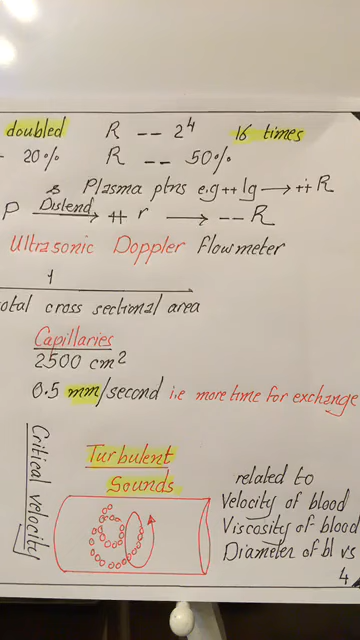 doubled R -- 2⁴ 16 times
- 20% R -- 50%
& Plasma ptns e.g ++ Ig → ++ R
P Distend → ++ r → -- R
Ultrasonic Doppler flowmeter
1
otal cross sectional area
Capillaries
2500 cm²
0.5 mm/second i.e more time for exchange
Critical velocity
Turbulent
Sounds
related to
Velocity of blood
Viscosity of blood
Diameter of bl vs
4